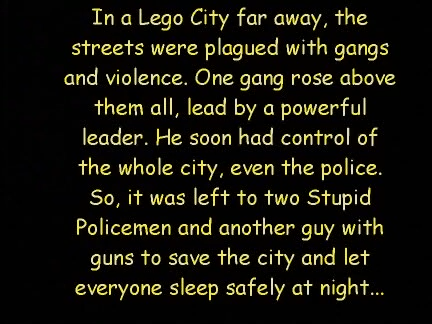 In a Lego City far away, the
streets were plagued with gangs
and violence. One gang rose above
them all, lead by a powerful
leader. He soon had control of
the whole city, even the police.
So, it was left to two Stupid
Policemen and another guy with
guns to save the city and let
everyone sleep safely at night...